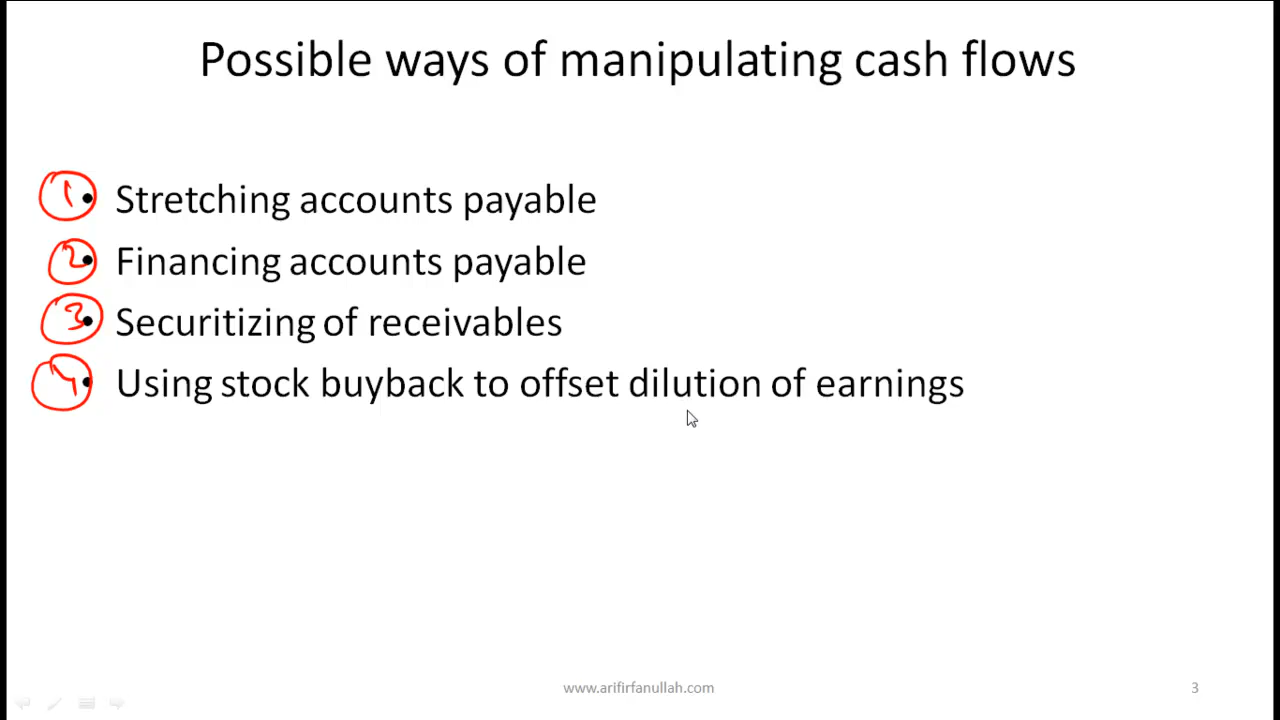 Possible ways of manipulating cash flows
1 • Stretching accounts payable
2 • Financing accounts payable
3 • Securitizing of receivables
4 • Using stock buyback to offset dilution of earnings
www.arifirfanullah.com
3